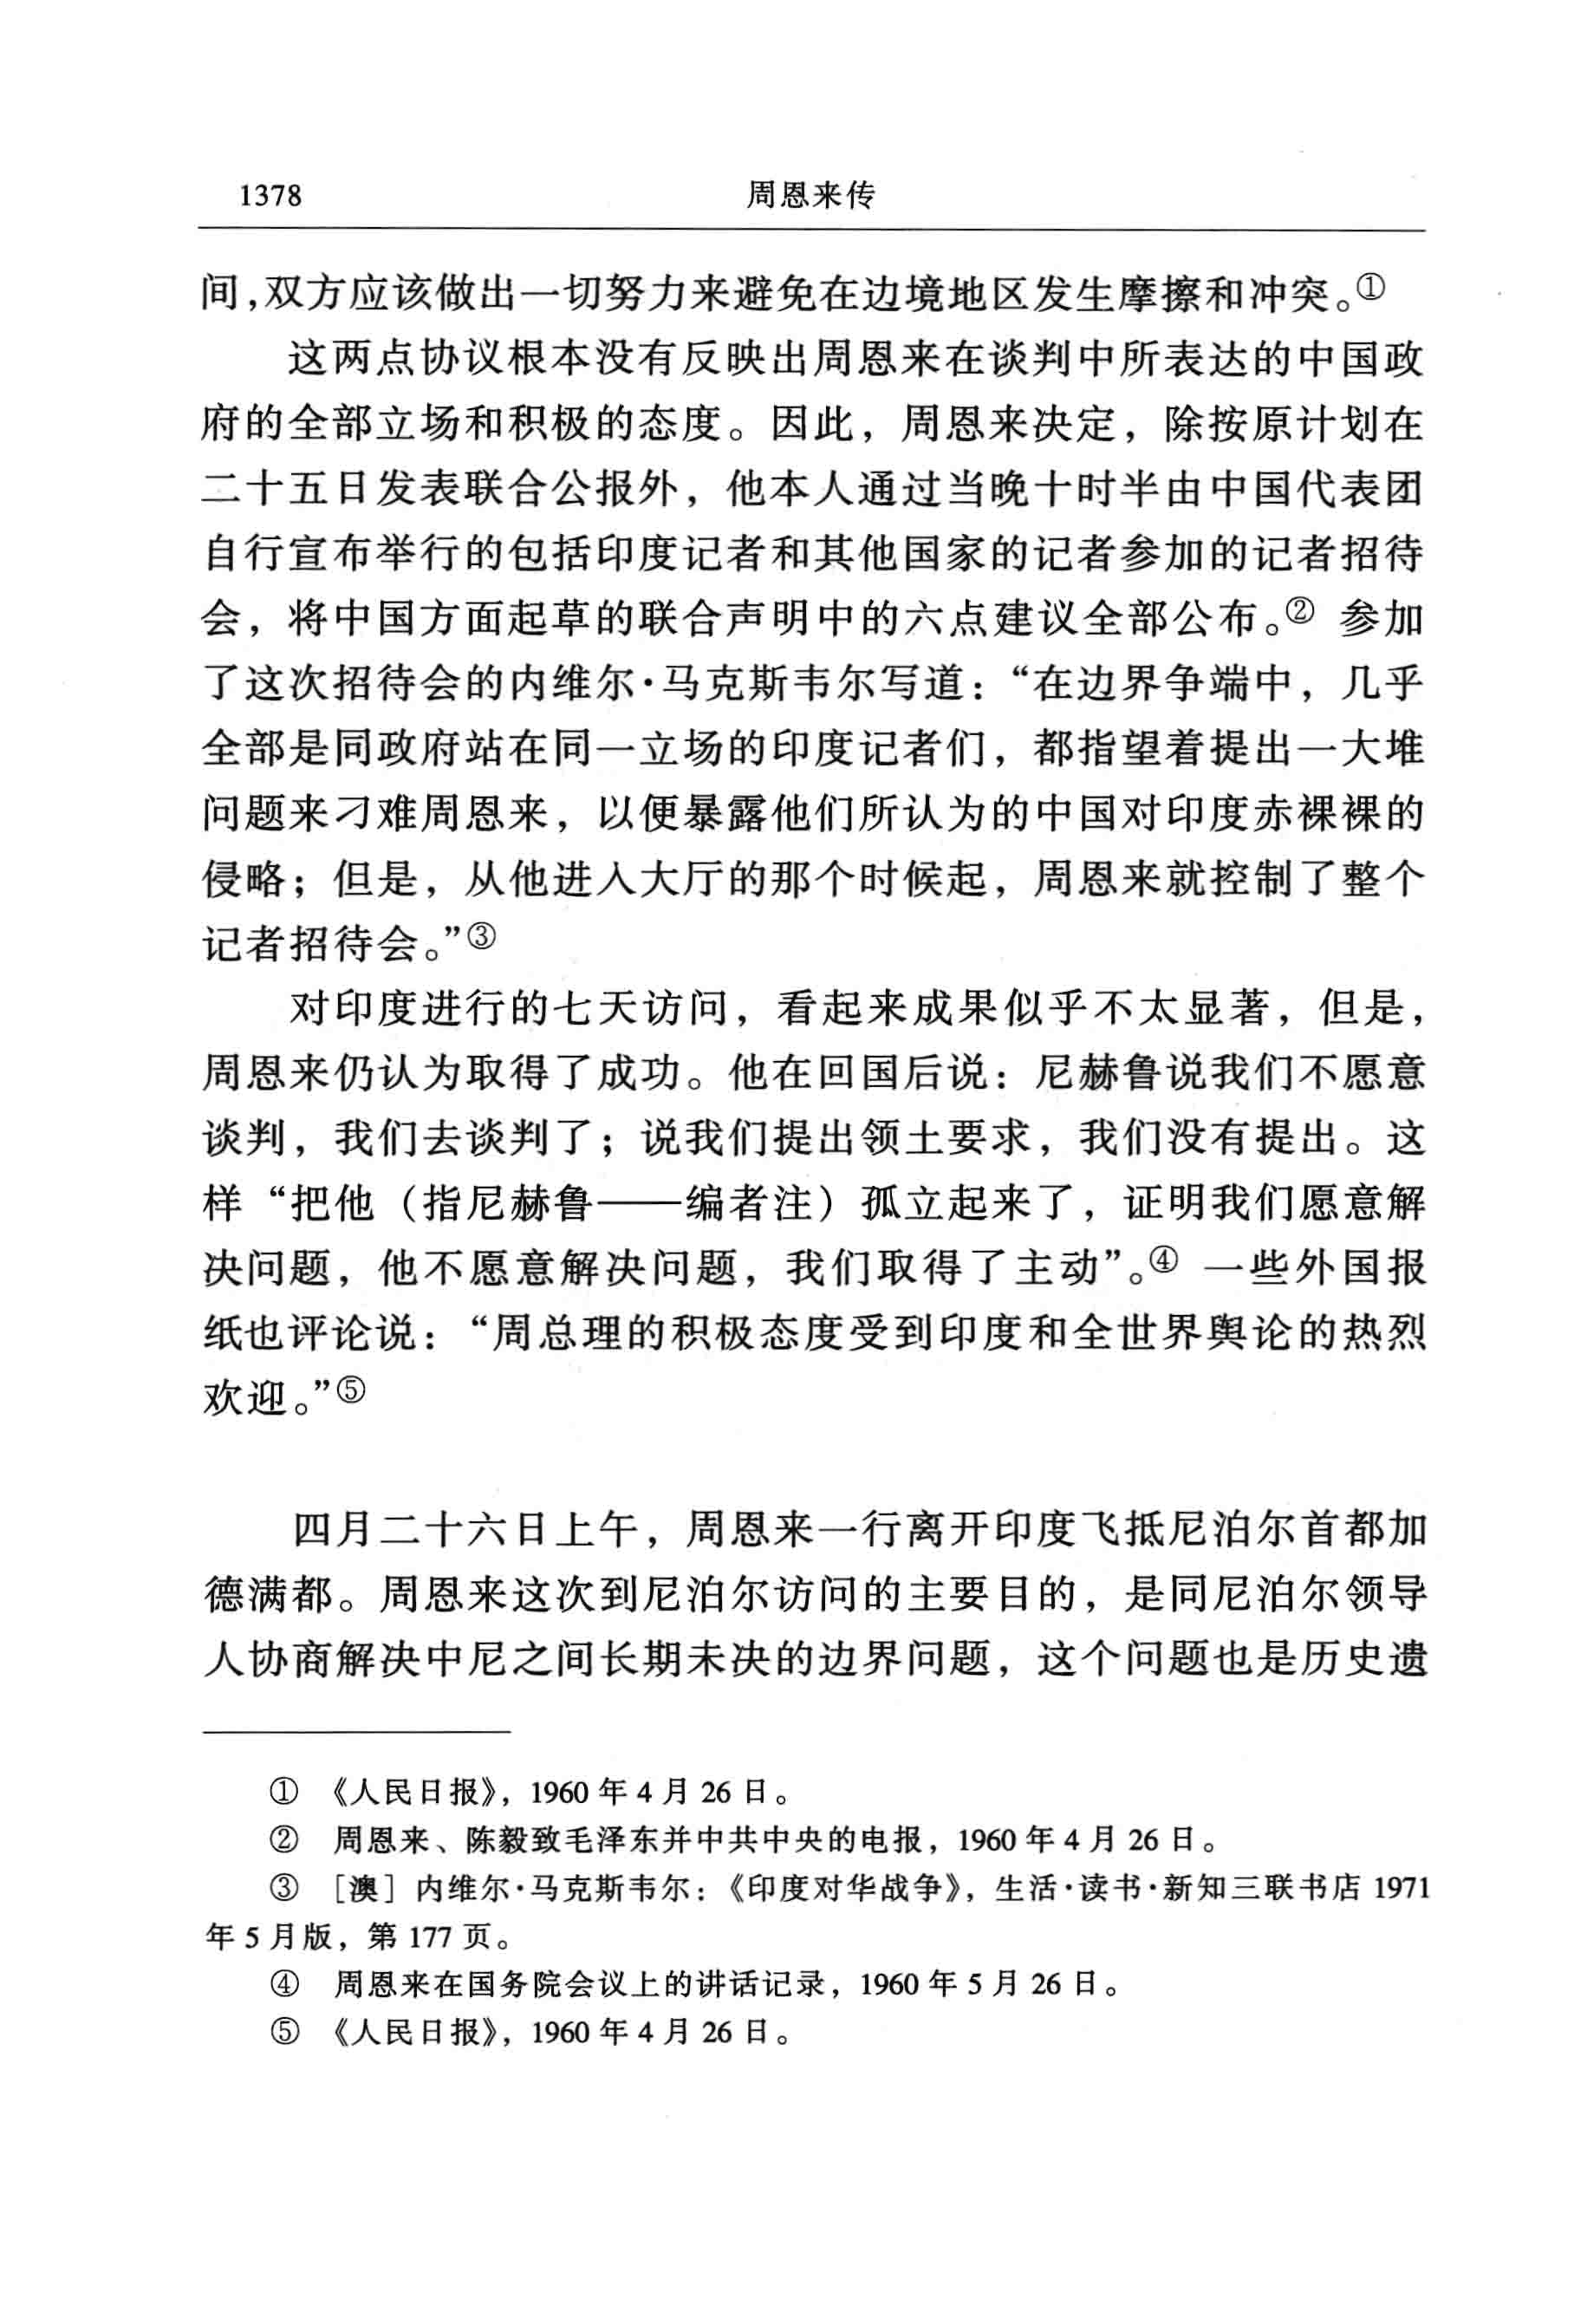 1378
周恩来传
间,双方应该做出一切努力来避免在边境地区发生摩擦和冲突。①
这两点协议根本没有反映出周恩来在谈判中所表达的中国政
府的全部立场和积极的态度。因此，周恩来决定，除按原计划在
二十五日发表联合公报外，他本人通过当晚十时半由中国代表团
自行宣布举行的包括印度记者和其他国家的记者参加的记者招待
会，将中国方面起草的联合声明中的六点建议全部公布。② 参加
了这次招待会的内维尔·马克斯韦尔写道：“在边界争端中，几乎
全部是同政府站在同一立场的印度记者们，都指望着提出一大堆
问题来刁难周恩来，以便暴露他们所认为的中国对印度赤裸裸的
侵略；但是，从他进入大厅的那个时候起，周恩来就控制了整个
记者招待会。”③
对印度进行的七天访问，看起来成果似乎不太显著，但是，
周恩来仍认为取得了成功。他在回国后说：尼赫鲁说我们不愿意
谈判，我们去谈判了；说我们提出领土要求，我们没有提出。这
样“把他（指尼赫鲁——编者注）孤立起来了，证明我们愿意解
决问题，他不愿意解决问题，我们取得了主动”。④ 一些外国报
纸也评论说：“周总理的积极态度受到印度和全世界舆论的热烈
欢迎。”⑤
四月二十六日上午，周恩来一行离开印度飞抵尼泊尔首都加
德满都。周恩来这次到尼泊尔访问的主要目的，是同尼泊尔领导
人协商解决中尼之间长期未决的边界问题，这个问题也是历史遗
① 《人民日报》，1960 年 4 月 26 日。
② 周恩来、陈毅致毛泽东并中共中央的电报，1960 年 4 月 26 日。
③ ［澳］内维尔·马克斯韦尔：《印度对华战争》，生活·读书·新知三联书店 1971
年 5 月版，第 177 页。
④ 周恩来在国务院会议上的讲话记录，1960 年 5 月 26 日。
⑤ 《人民日报》，1960 年 4 月 26 日。